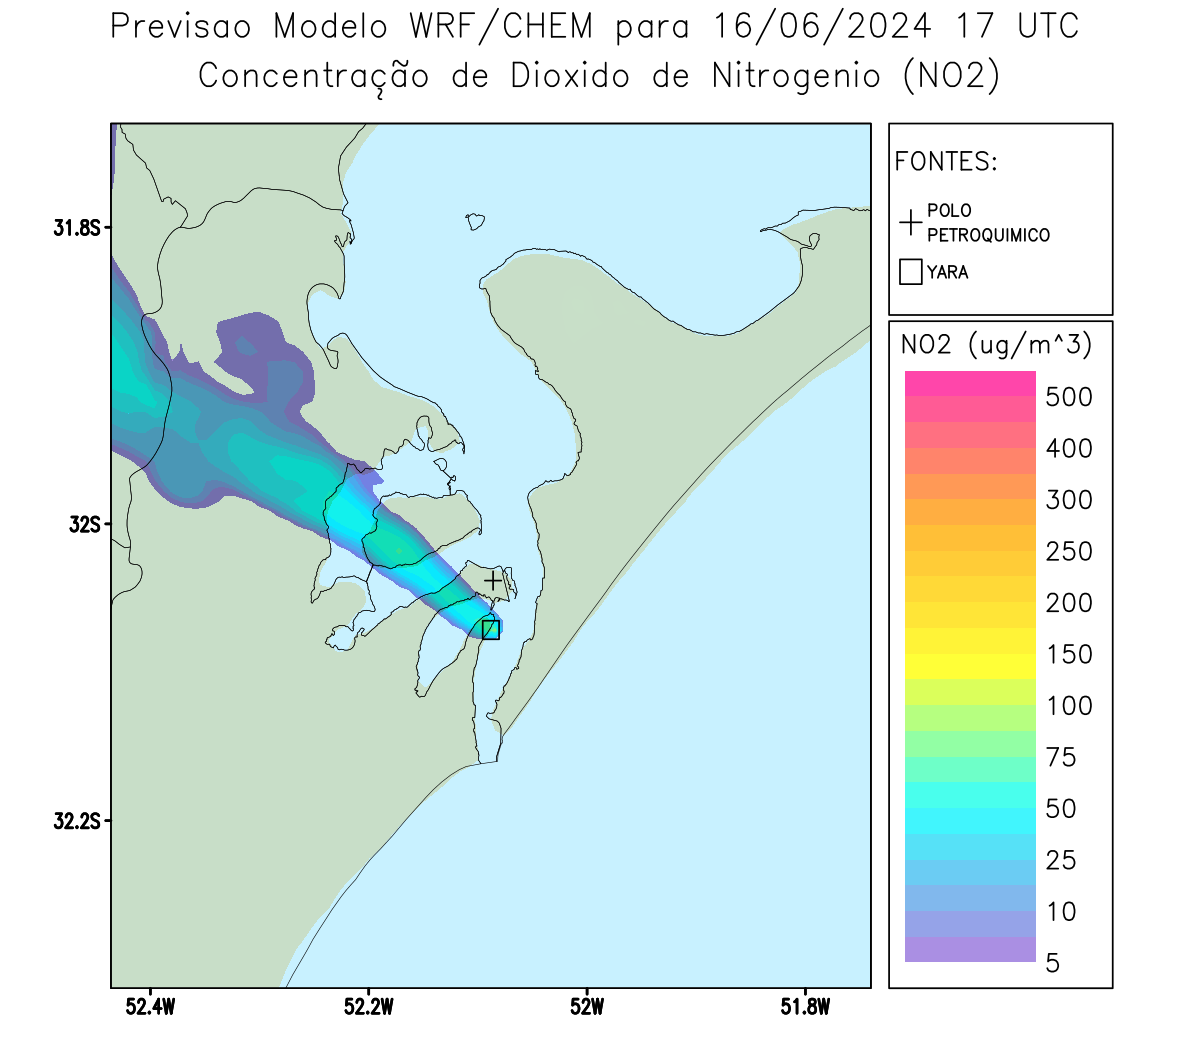 Previsao Modelo WRF/CHEM para 16/06/2024 17 UTC
Concentração de Dioxido de Nitrogenio (NO2)
FONTES:
POLO
PETROQUIMICO
YARA
NO2 (ug/m^3)
500
400
300
250
200
150
100
75
50
25
10
5
31.8S
32S
32.2S
52.4W
52.2W
52W
51.8W